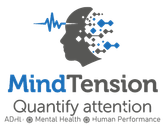 MindTension
Quantify attention
ADHD Mental Health Human Performance